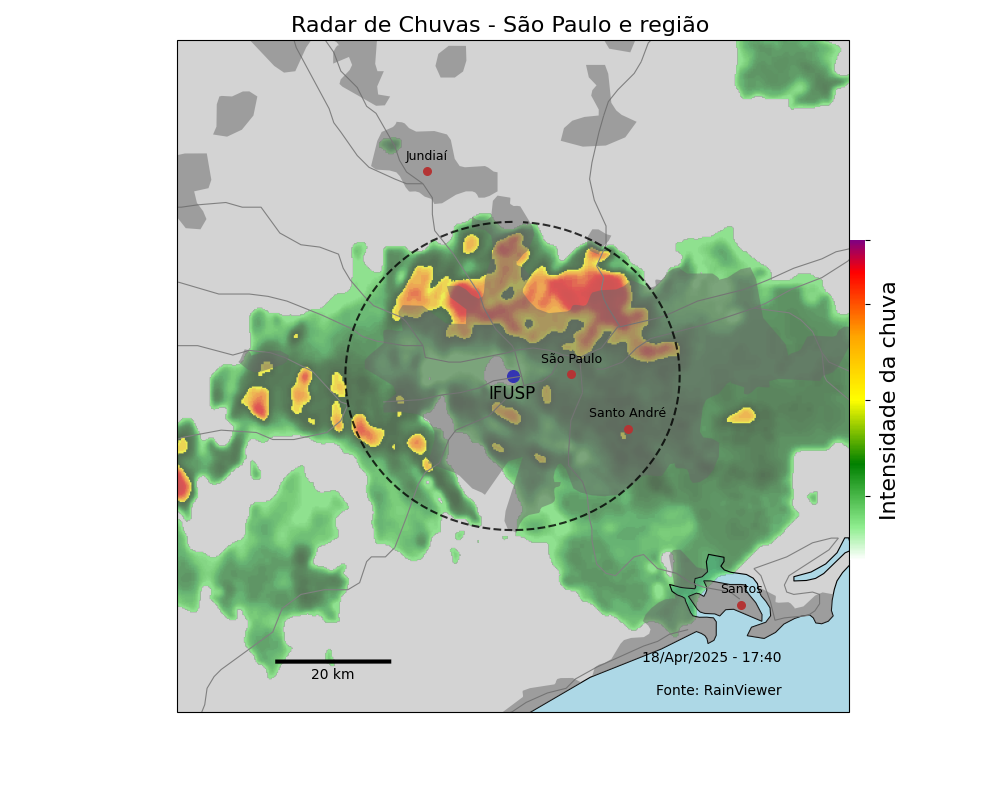 Radar de Chuvas - São Paulo e região
Jundiaí
São Paulo
IFUSP
Santo André
Intensidade da chuva
Santos
18/Apr/2025 - 17:40
20 km
Fonte: RainViewer